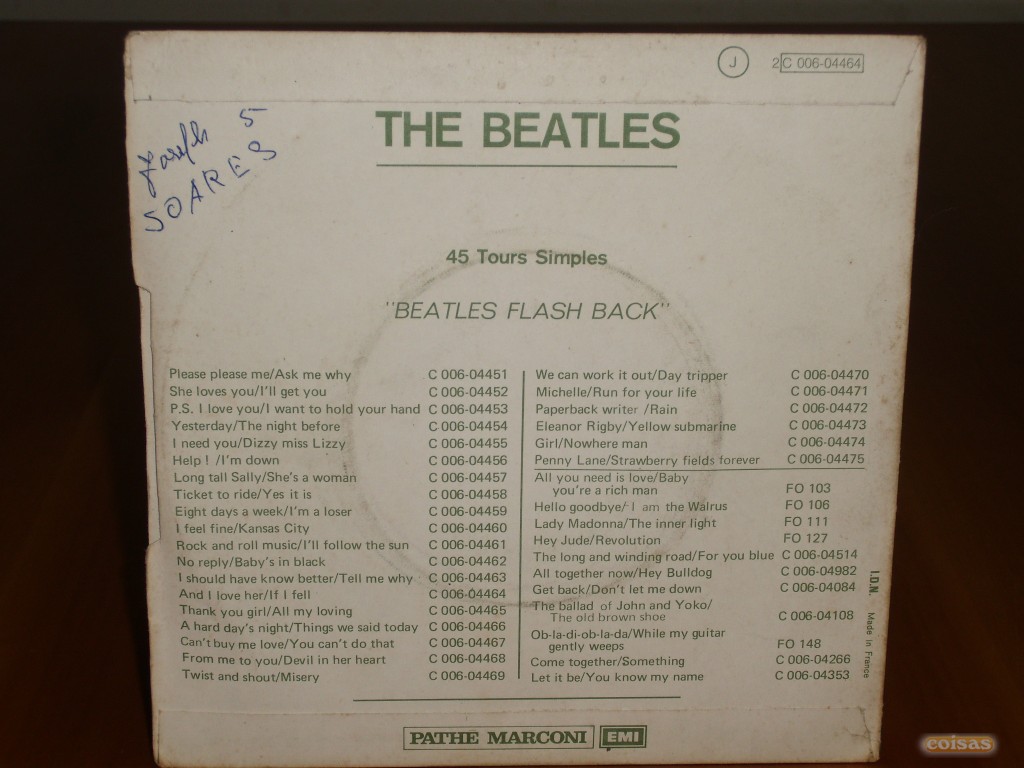 J 2C 006-04464
THE BEATLES
Joseph S
SOARES
45 Tours Simples
"BEATLES FLASH BACK"
Please please me/Ask me why C 006-04451
She loves you/I'll get you C 006-04452
P.S. I love you/I want to hold your hand C 006-04453
Yesterday/The night before C 006-04454
I need you/Dizzy miss Lizzy C 006-04455
Help ! /I'm down C 006-04456
Long tall Sally/She's a woman C 006-04457
Ticket to ride/Yes it is C 006-04458
Eight days a week/I'm a loser C 006-04459
I feel fine/Kansas City C 006-04460
Rock and roll music/I'll follow the sun C 006-04461
No reply/Baby's in black C 006-04462
I should have know better/Tell me why C 006-04463
And I love her/If I fell C 006-04464
Thank you girl/All my loving C 006-04465
A hard day's night/Things we said today C 006-04466
Can't buy me love/You can't do that C 006-04467
From me to you/Devil in her heart C 006-04468
Twist and shout/Misery C 006-04469
We can work it out/Day tripper C 006-04470
Michelle/Run for your life C 006-04471
Paperback writer /Rain C 006-04472
Eleanor Rigby/Yellow submarine C 006-04473
Girl/Nowhere man C 006-04474
Penny Lane/Strawberry fields forever C 006-04475
All you need is love/Baby
you're a rich man FO 103
Hello goodbye/I am the Walrus FO 106
Lady Madonna/The inner light FO 111
Hey Jude/Revolution FO 127
The long and winding road/For you blue C 006-04514
All together now/Hey Bulldog C 006-04982
Get back/Don't let me down C 006-04084
The ballad of John and Yoko/
The old brown shoe C 006-04108
Ob-la-di-ob-la-da/While my guitar
gently weeps FO 148
Come together/Something C 006-04266
Let it be/You know my name C 006-04353
I.D.N. Made in France
PATHE MARCONI EMI
coisas